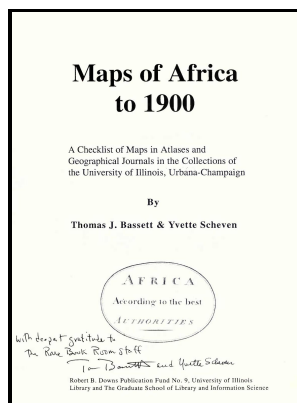 Maps of Africa
to 1900
A Checklist of Maps in Atlases and
Geographical Journals in the Collections of
the University of Illinois, Urbana-Champaign
By
Thomas J. Bassett & Yvette Scheven
AFRICA
According to the best
AUTHORITIES
with deepest gratitude to
the Rare Book Room Staff
Tom Bassett and Yvette Scheven
Robert B. Downs Publication Fund No. 9, University of Illinois
Library and The Graduate School of Library and Information Science